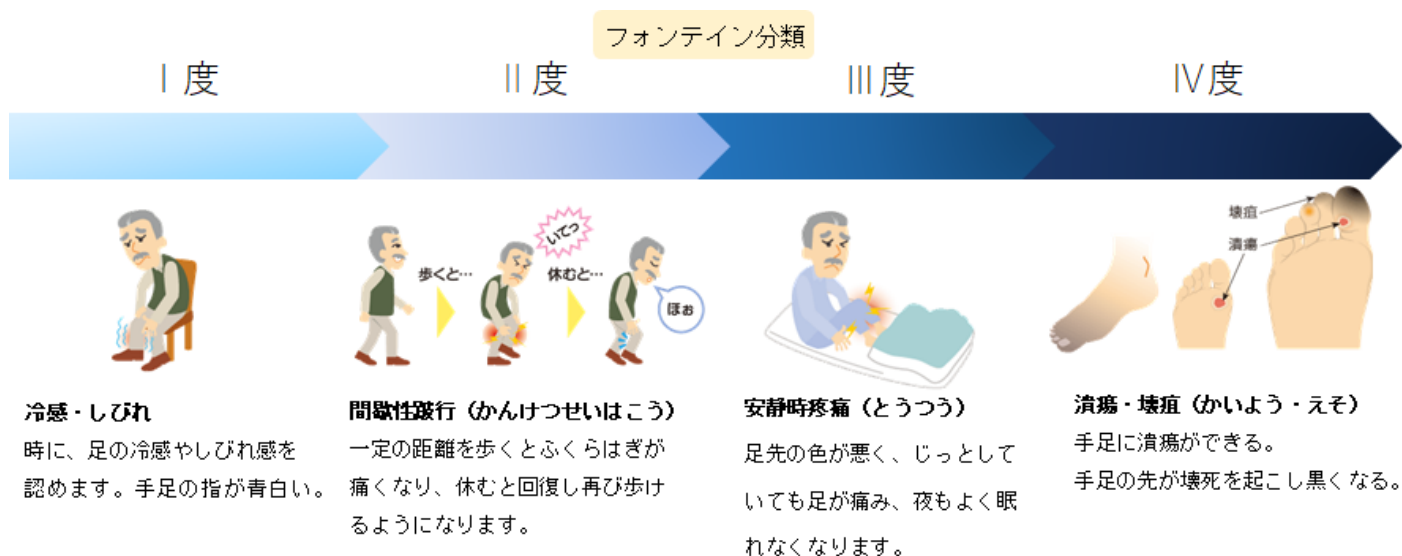 フォンテイン分類
Ⅰ度
Ⅱ度
Ⅲ度
Ⅳ度
歩くと…
いてっ
休むと…
ほぉ
壊疽
潰瘍
冷感・しびれ
時に、足の冷感やしびれ感を
認めます。手足の指が青白い。
間歇性跛行(かんけつせいはこう)
一定の距離を歩くとふくらはぎが
痛くなり、休むと回復し再び歩け
るようになります。
安静時疼痛(とうつう)
足先の色が悪く、じっとして
いても足が痛み、夜もよく眠
れなくなります。
潰瘍・壊疽(かいよう・えそ)
手足に潰瘍ができる。
手足の先が壊死を起こし黒くなる。